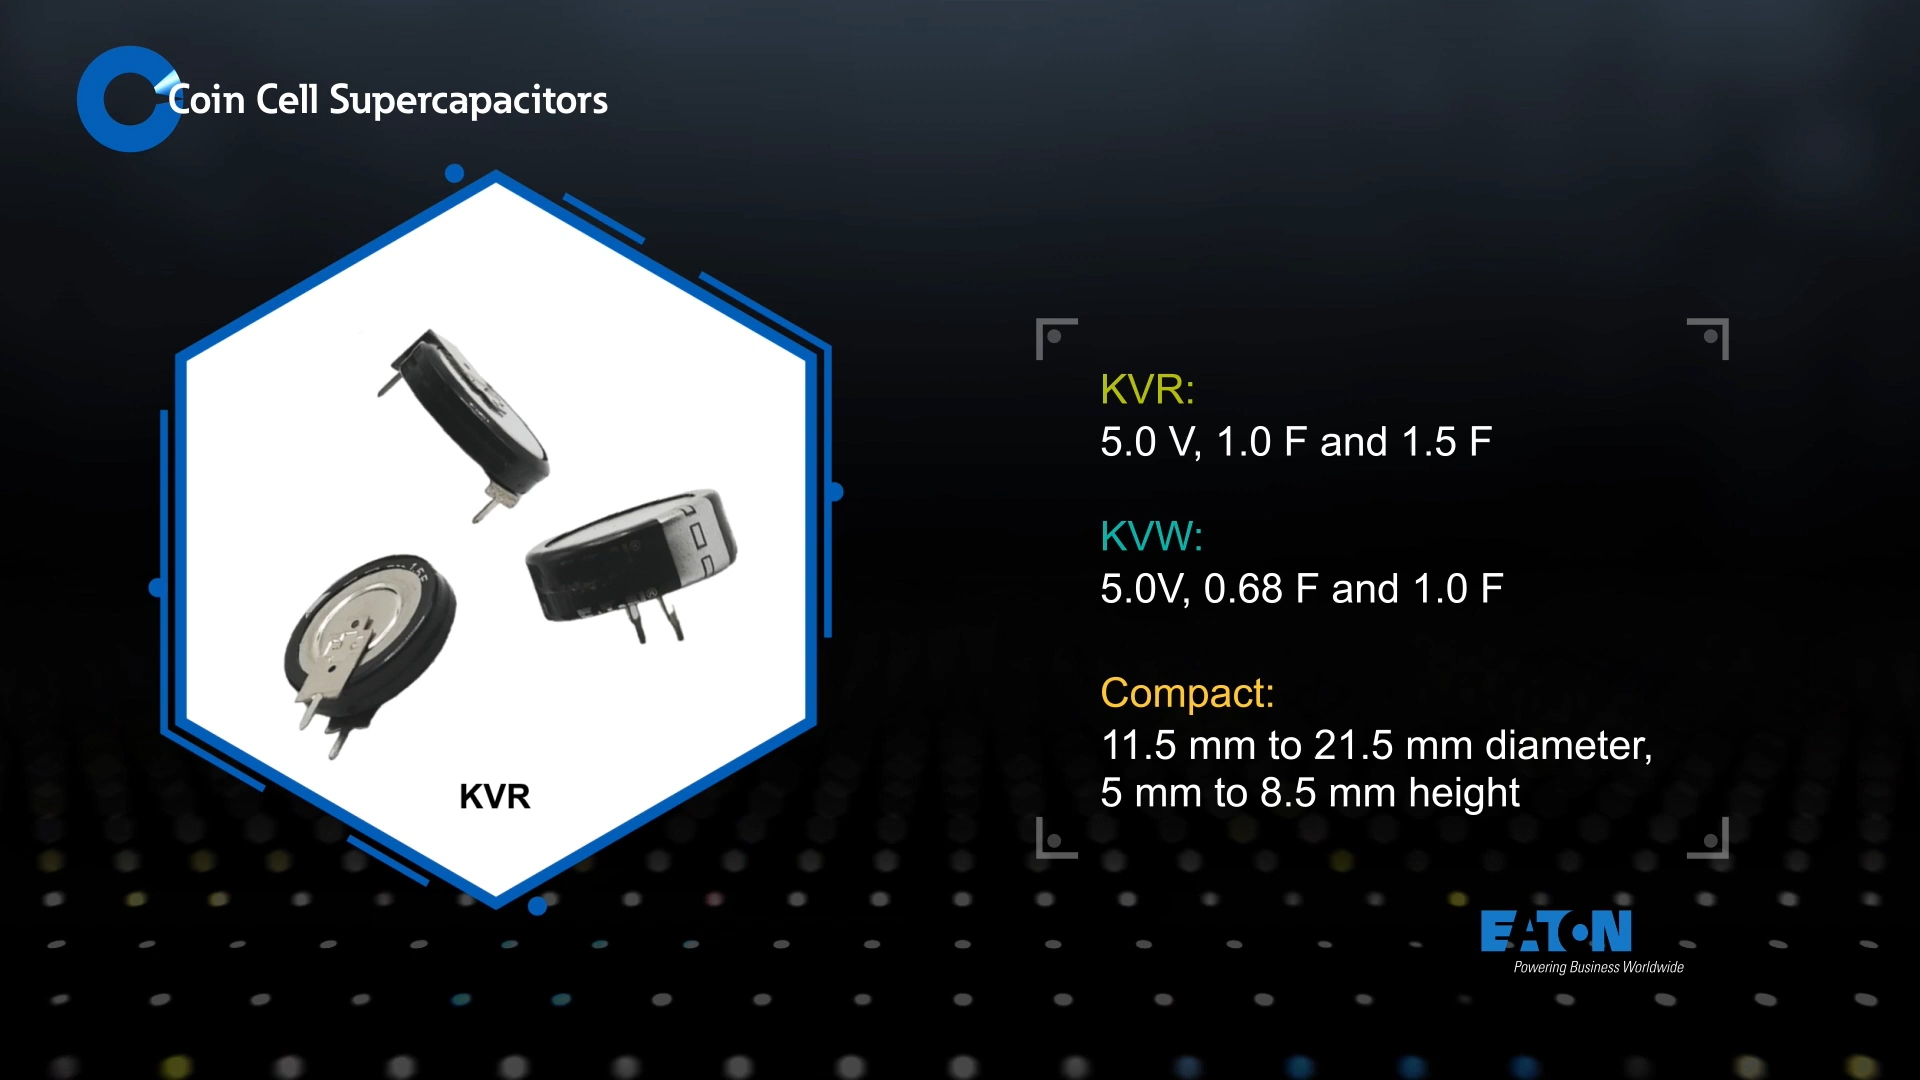 Coin Cell Supercapacitors
KVR
KVR:
5.0 V, 1.0 F and 1.5 F
KVW:
5.0V, 0.68 F and 1.0 F
Compact:
11.5 mm to 21.5 mm diameter,
5 mm to 8.5 mm height
EATON
Powering Business Worldwide